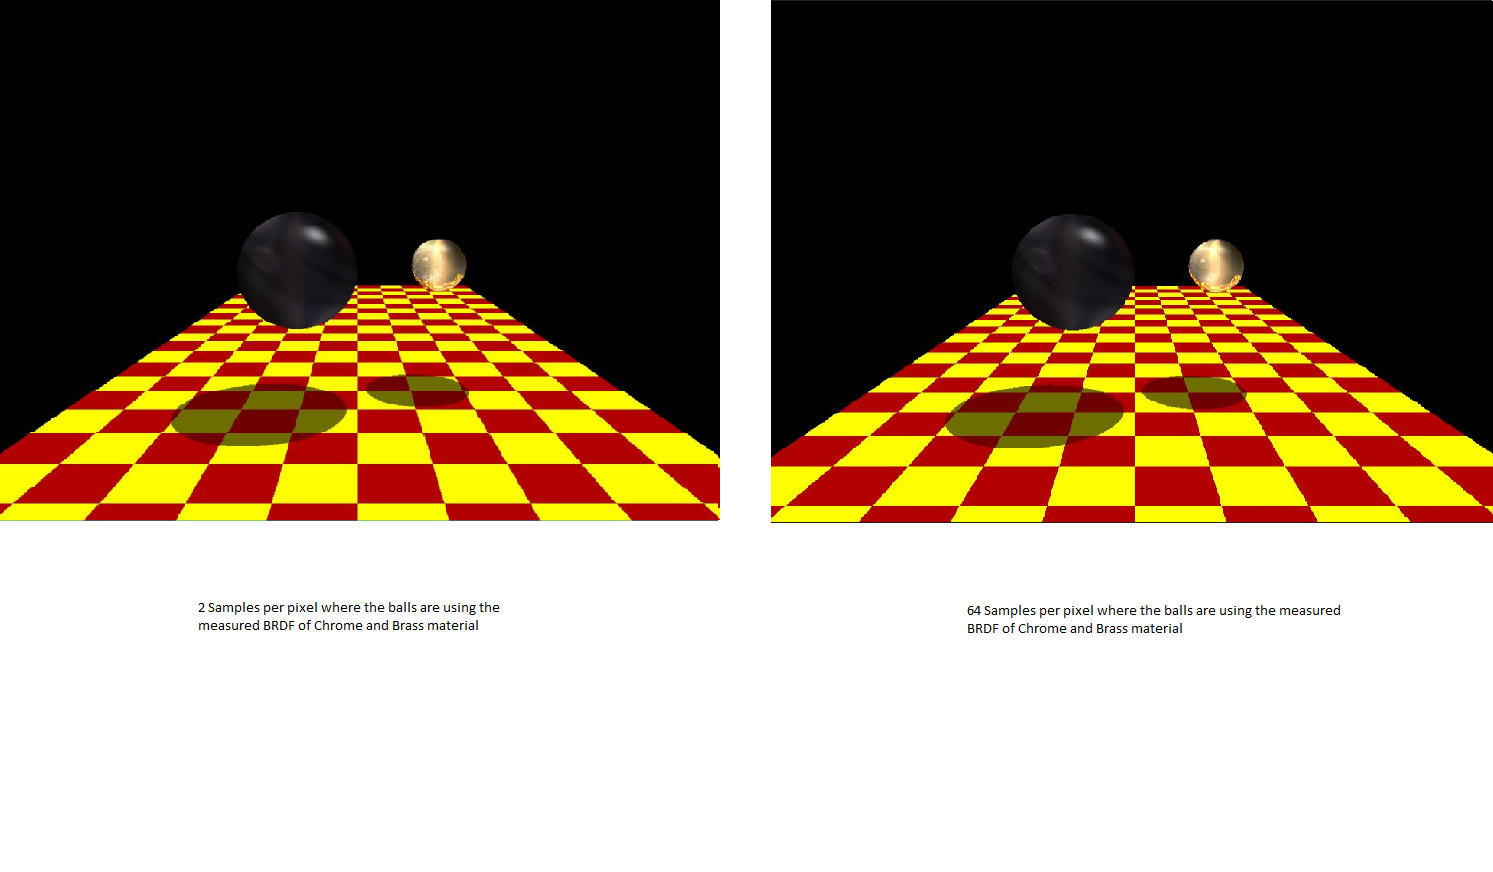 2 Samples per pixel where the balls are using the
measured BRDF of Chrome and Brass material
64 Samples per pixel where the balls are using the measured
BRDF of Chrome and Brass material